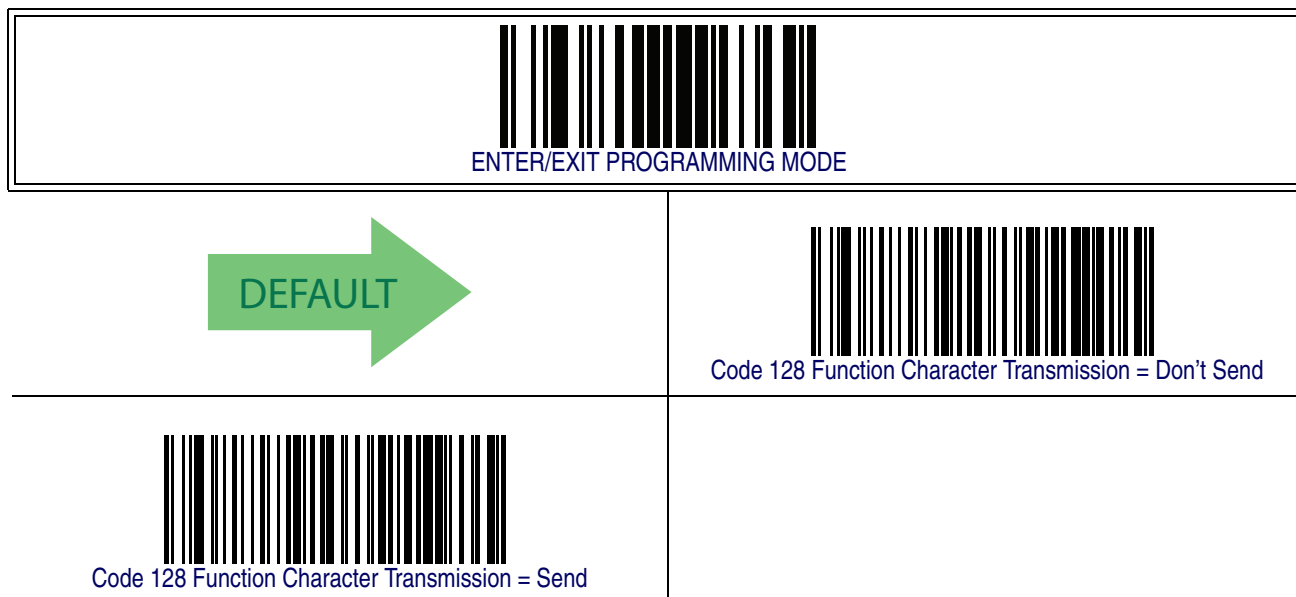 ENTER/EXIT PROGRAMMING MODE
DEFAULT
Code 128 Function Character Transmission = Don't Send
Code 128 Function Character Transmission = Send